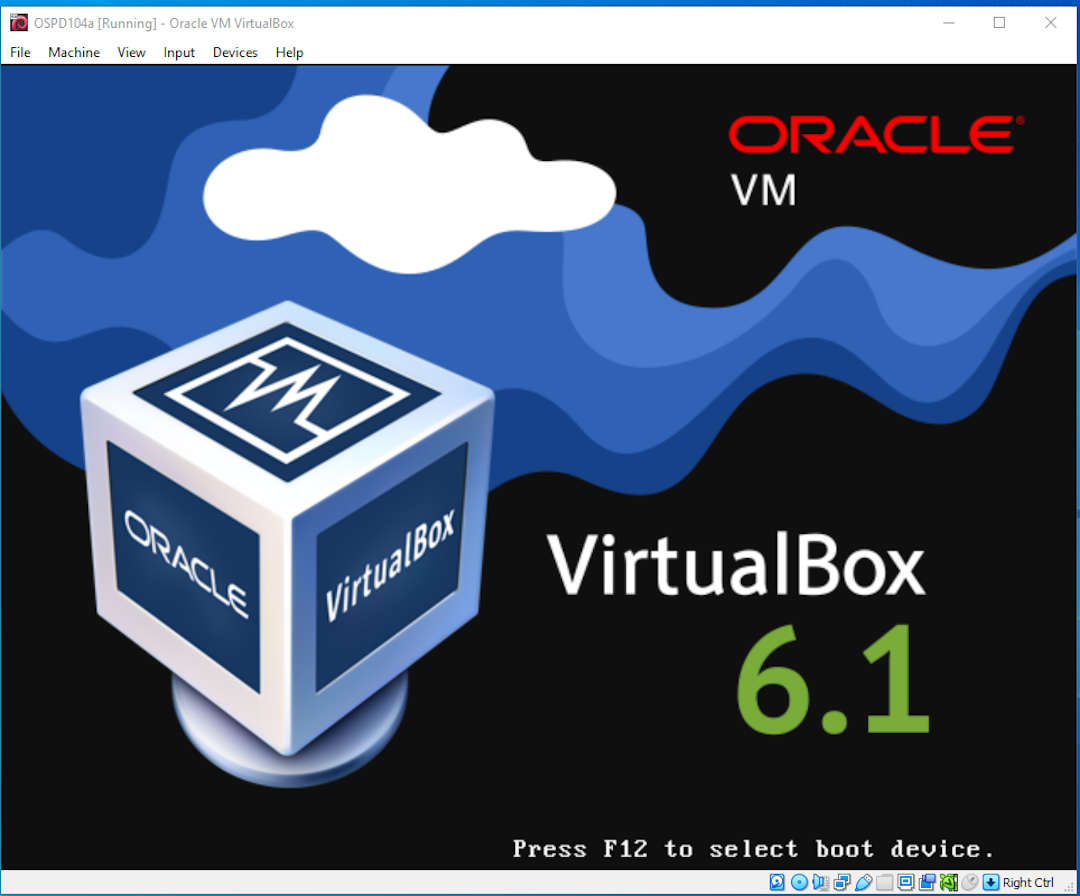 OSPD104a [Running] - Oracle VM VirtualBox
File Machine View Input Devices Help
ORACLE®
VM
ORACLE
VirtualBox
VirtualBox
6.1
Press F12 to select boot device.
Right Ctrl